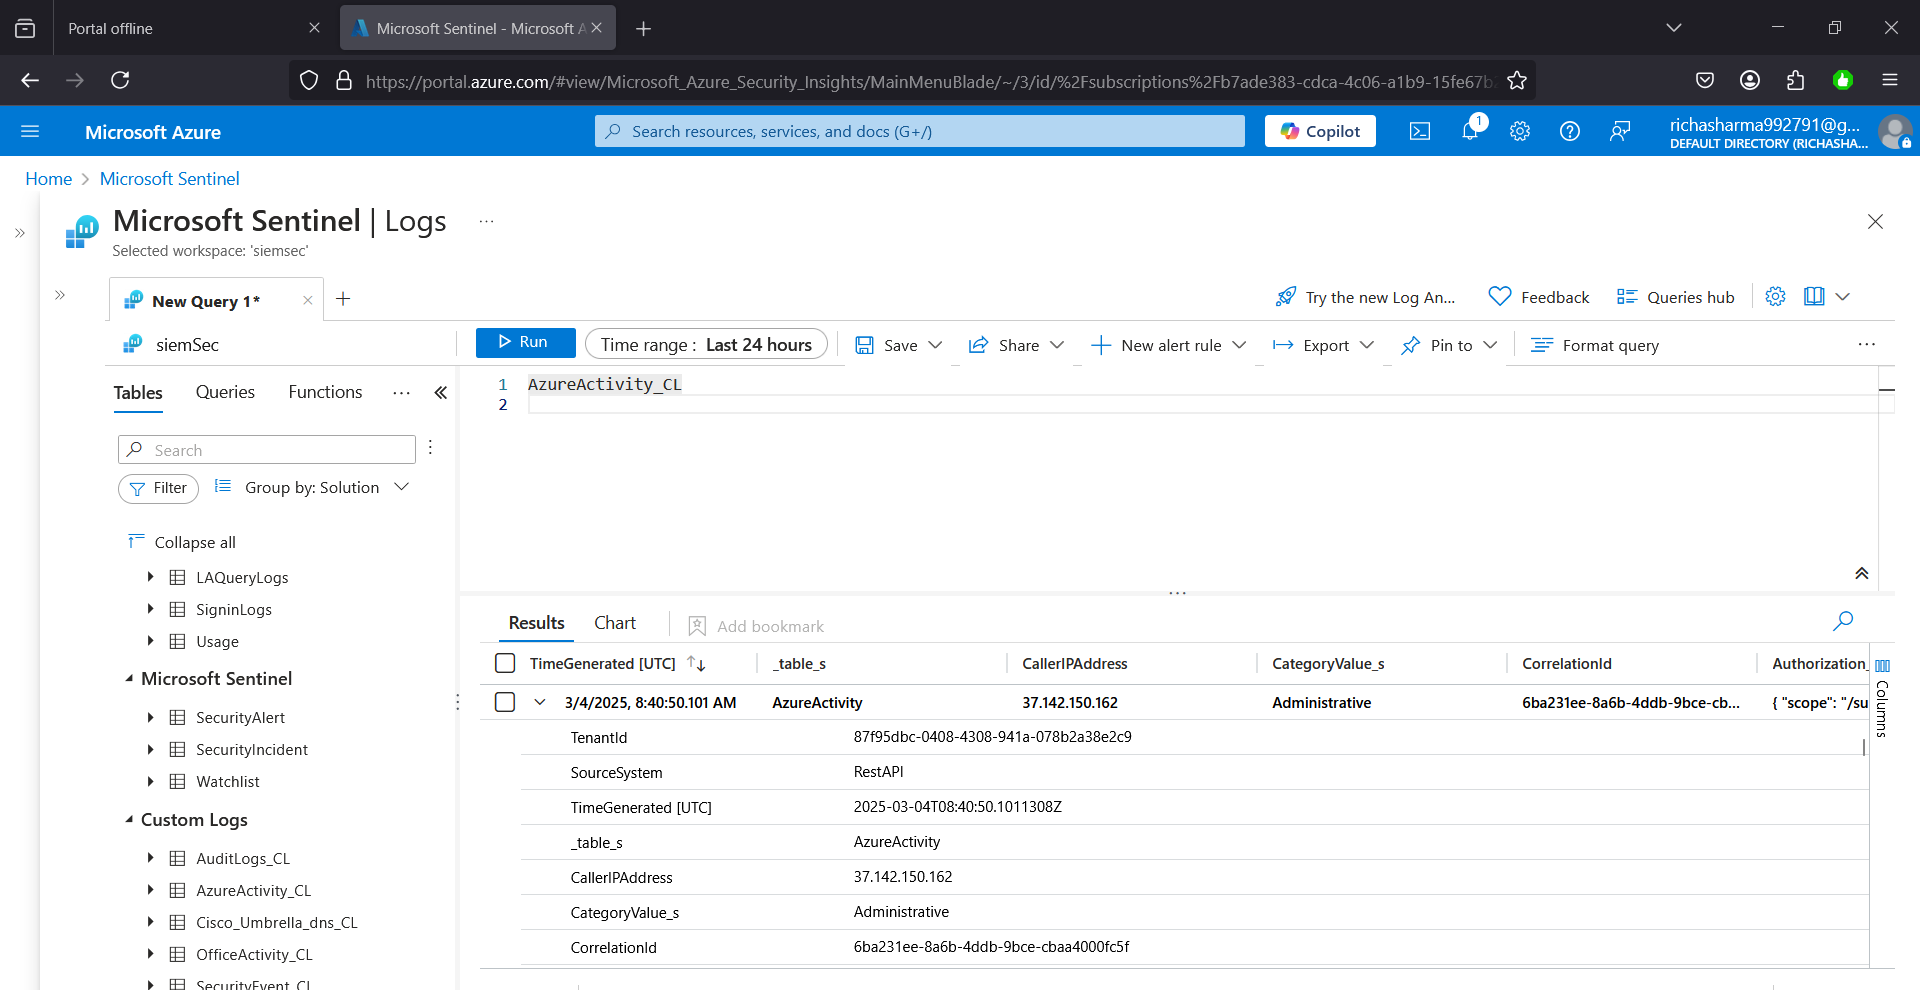 Portal offline
Microsoft Sentinel - Microsoft A
https://portal.azure.com/#view/Microsoft_Azure_Security_Insights/MainMenuBlade/~/3/id/%2Fsubscriptions%2Fb7ade383-cdca-4c06-a1b9-15fe67b
Microsoft Azure
Search resources, services, and docs (G+/)
Copilot
1
richasharma992791@g...
DEFAULT DIRECTORY (RICHASHA...
Home > Microsoft Sentinel
Microsoft Sentinel | Logs ...
Selected workspace: 'siemsec'
New Query 1*
Try the new Log An...
Feedback
Queries hub
siemSec
Run
Time range : Last 24 hours
Save
Share
New alert rule
Export
Pin to
Format query
...
Tables
Queries
Functions
...
1 AzureActivity_CL
2
Search
Filter
Group by: Solution
Collapse all
LAQueryLogs
SigninLogs
Usage
Microsoft Sentinel
SecurityAlert
SecurityIncident
Watchlist
Custom Logs
AuditLogs_CL
AzureActivity_CL
Cisco_Umbrella_dns_CL
OfficeActivity_CL
SecurityEvent_CL
Results
Chart
Add bookmark
TimeGenerated [UTC] _table_s CallerIPAddress CategoryValue_s CorrelationId Authorization_
3/4/2025, 8:40:50.101 AM AzureActivity 37.142.150.162 Administrative 6ba231ee-8a6b-4ddb-9bce-cb... { "scope": "/su
TenantId 87f95dbc-0408-4308-941a-078b2a38e2c9
SourceSystem RestAPI
TimeGenerated [UTC] 2025-03-04T08:40:50.1011308Z
_table_s AzureActivity
CallerIPAddress 37.142.150.162
CategoryValue_s Administrative
CorrelationId 6ba231ee-8a6b-4ddb-9bce-cbaa4000fc5f
Columns